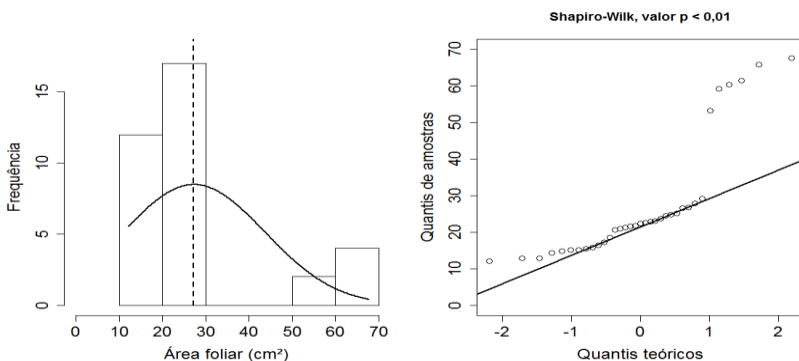 Frequência
15
10
5
0
0 10 20 30 40 50 60 70
Área foliar (cm²)
Shapiro-Wilk, valor p < 0,01
Quantis de amostras
70
60
50
40
30
20
10
0
-2 -1 0 1 2
Quantis teóricos